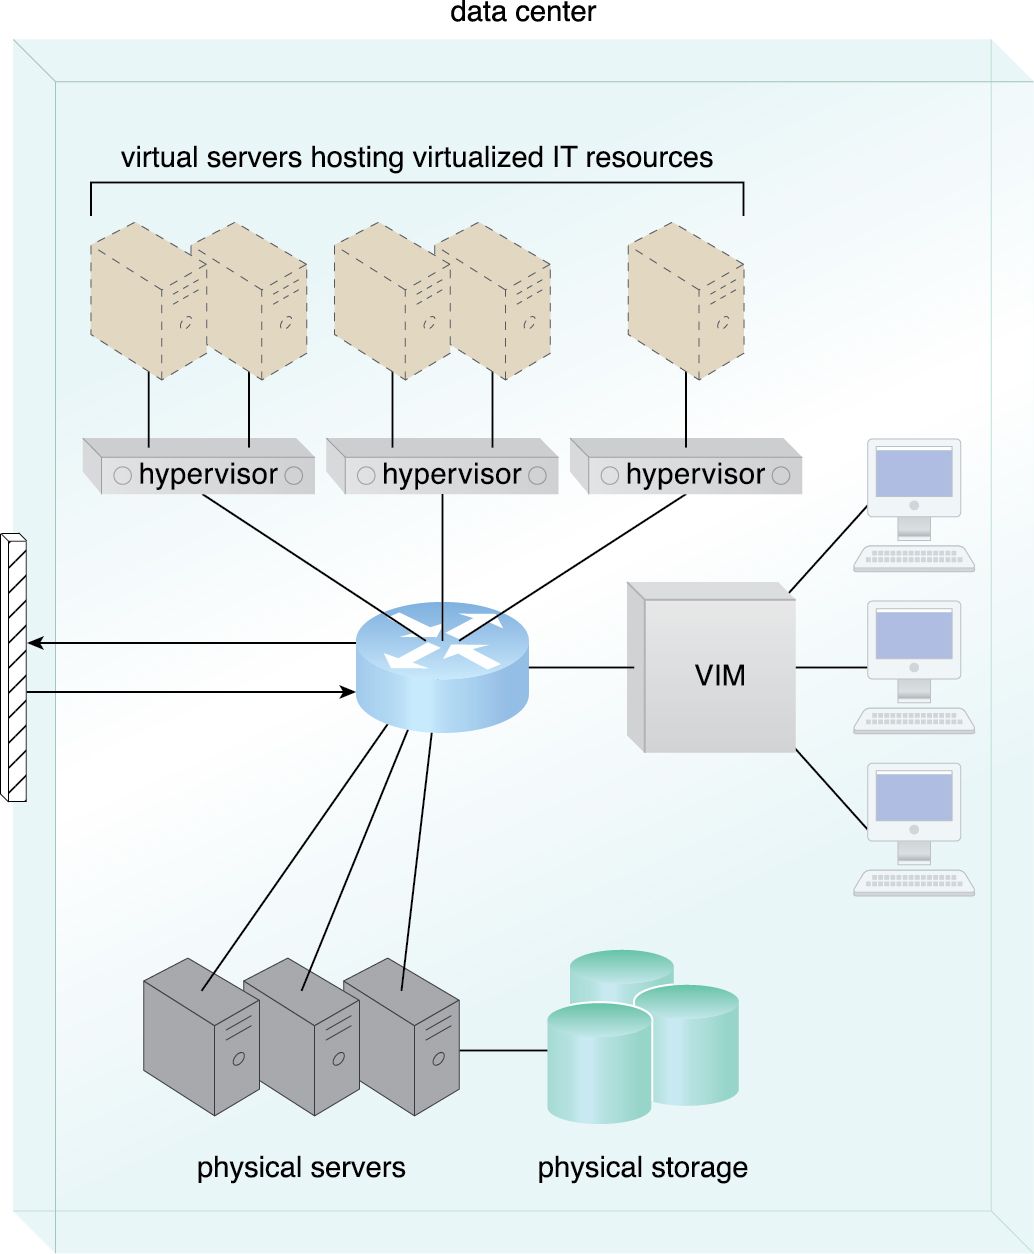 data center
virtual servers hosting virtualized IT resources
hypervisor
hypervisor
hypervisor
VIM
physical servers
physical storage